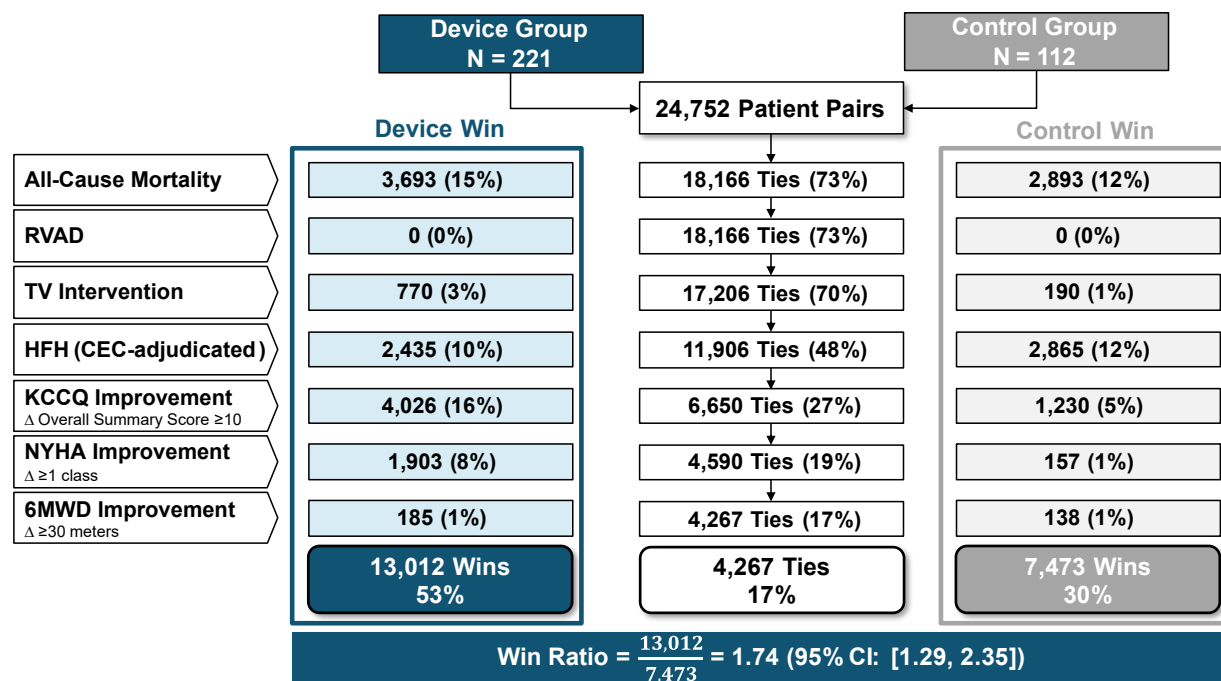 Device Group
N = 221
Control Group
N = 112
24,752 Patient Pairs
Device Win
Control Win
All-Cause Mortality
3,693 (15%)
18,166 Ties (73%)
2,893 (12%)
RVAD
0 (0%)
18,166 Ties (73%)
0 (0%)
TV Intervention
770 (3%)
17,206 Ties (70%)
190 (1%)
HFH (CEC-adjudicated)
2,435 (10%)
11,906 Ties (48%)
2,865 (12%)
KCCQ Improvement
Δ Overall Summary Score ≥10
4,026 (16%)
6,650 Ties (27%)
1,230 (5%)
NYHA Improvement
Δ ≥1 class
1,903 (8%)
4,590 Ties (19%)
157 (1%)
6MWD Improvement
Δ ≥30 meters
185 (1%)
4,267 Ties (17%)
138 (1%)
13,012 Wins
53%
4,267 Ties
17%
7,473 Wins
30%
Win Ratio = 13,012/7,473 = 1.74 (95% CI: [1.29, 2.35])